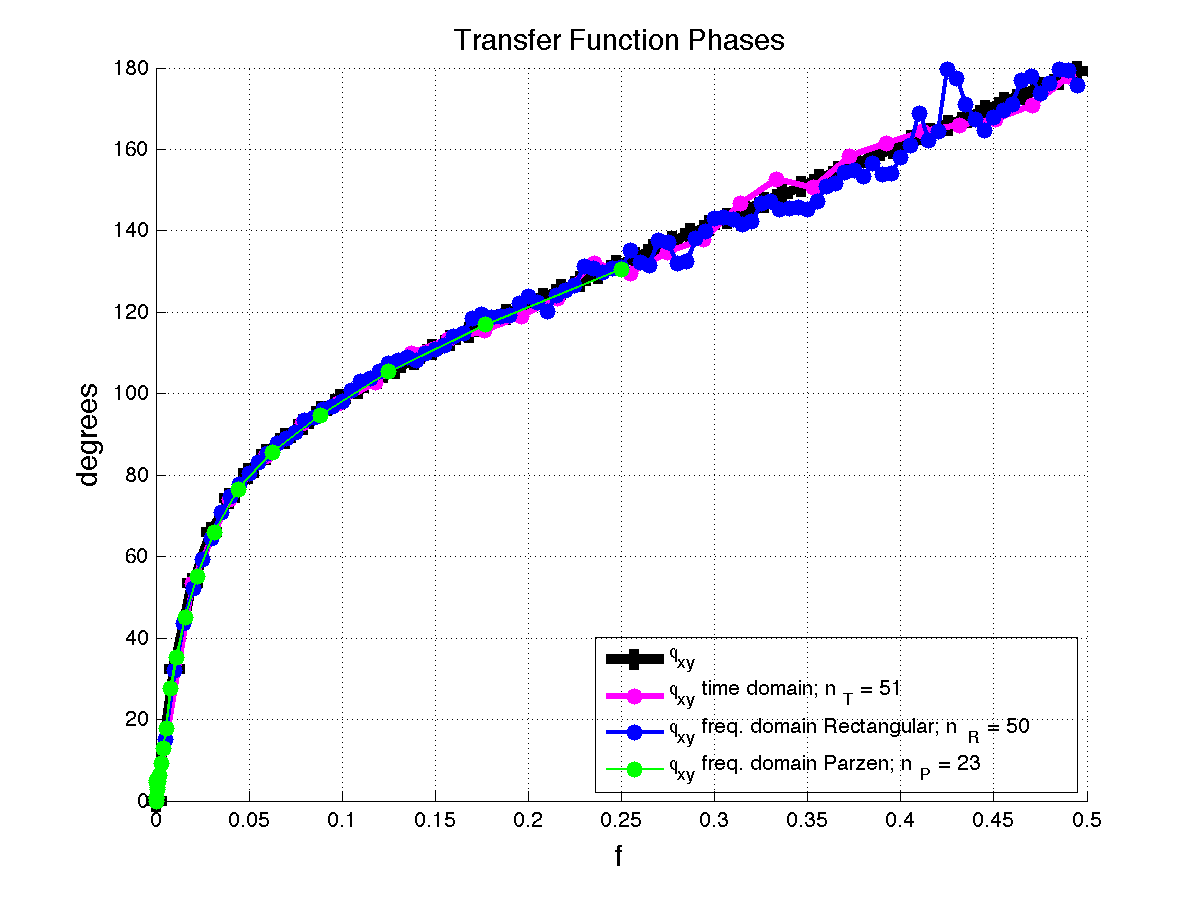 Transfer Function Phases
180
160
140
120
100
80
60
40
20
0
degrees
0 0.05 0.1 0.15 0.2 0.25 0.3 0.35 0.4 0.45 0.5
f
q xy
q xy time domain; n T = 51
q xy freq. domain Rectangular; n R = 50
q xy freq. domain Parzen; n P = 23